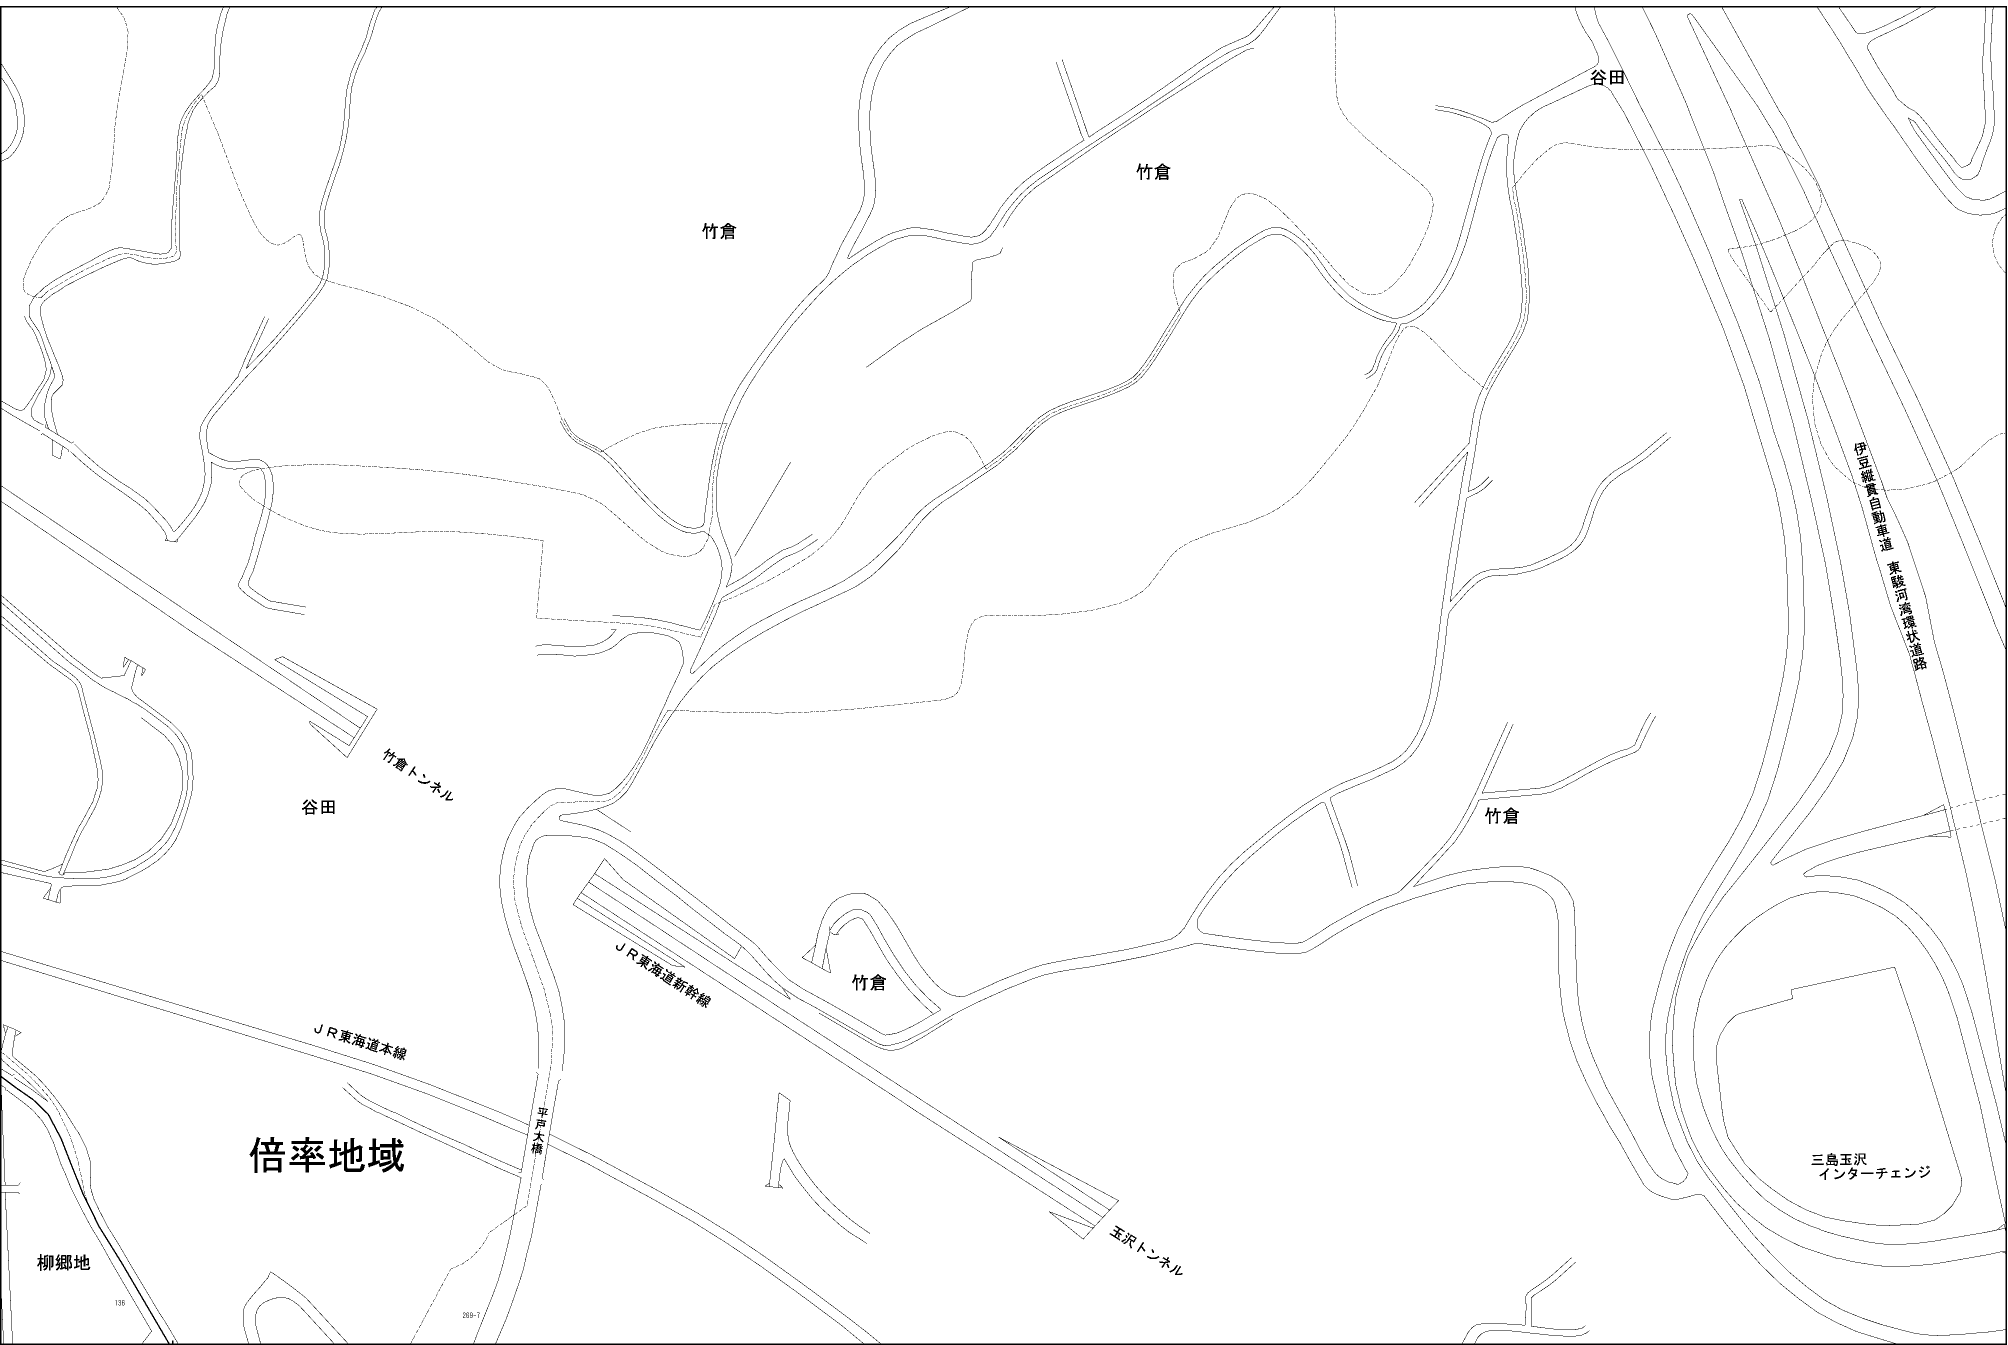 谷田
竹倉
竹倉
伊豆縦貫自動車道 東駿河湾環状道路
竹倉トンネル
谷田
竹倉
JR東海道新幹線
竹倉
JR東海道本線
平戸大橋
倍率地域
三島玉沢
インターチェンジ
玉沢トンネル
柳郷地
136
269-7